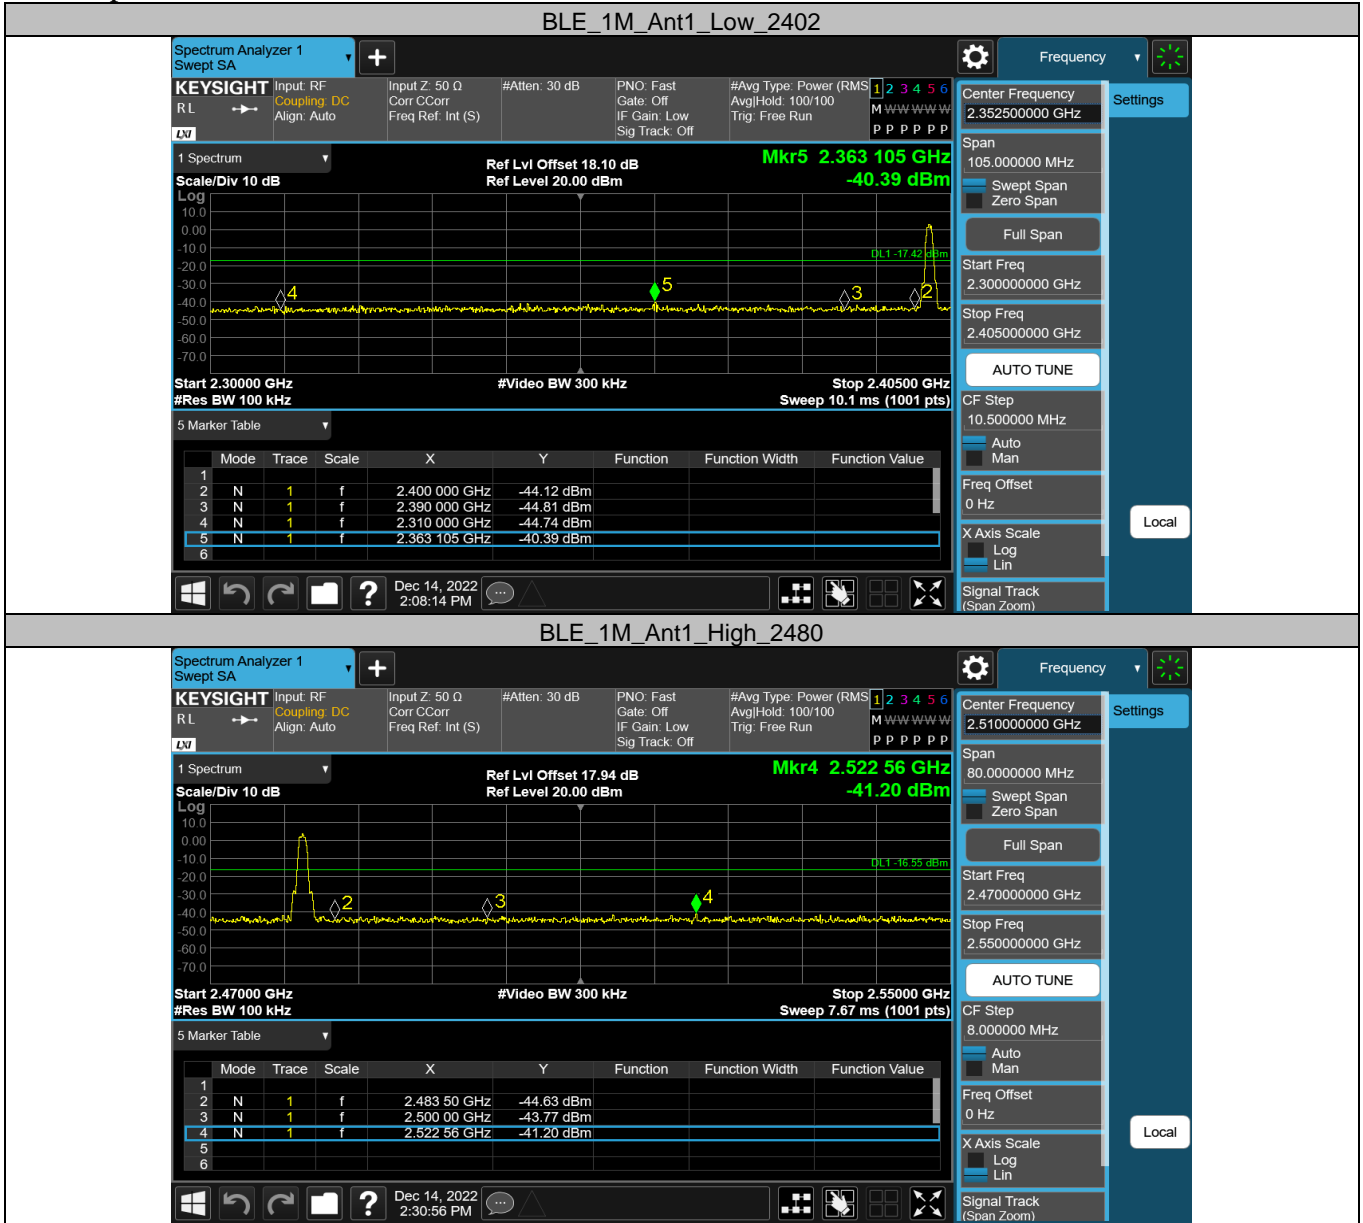 BLE_1M_Ant1_Low_2402
Spectrum Analyzer 1
Swept SA
Frequency
Settings
KEYSIGHT
RL
LXI
Input: RF
Coupling: DC
Align: Auto
Input Z: 50 Ω
Corr CCorr
Freq Ref: Int (S)
#Atten: 30 dB
PNO: Fast
Gate: Off
IF Gain: Low
Sig Track: Off
#Avg Type: Power (RMS
Avg|Hold: 100/100
Trig: Free Run
1 2 3 4 5 6
M W W W W W
P P P P P P
1 Spectrum
Scale/Div 10 dB
Ref Lvl Offset 18.10 dB
Ref Level 20.00 dBm
Mkr5 2.363 105 GHz
-40.39 dBm
Log
10.0
0.00
-10.0
-20.0
-30.0
-40.0
-50.0
-60.0
-70.0
DL1 -17.42 dBm
4
5
3
2
Start 2.30000 GHz
#Res BW 100 kHz
#Video BW 300 kHz
Stop 2.40500 GHz
Sweep 10.1 ms (1001 pts)
5 Marker Table
Mode Trace Scale X Y Function Function Width Function Value
1
2 N 1 f 2.400 000 GHz -44.12 dBm
3 N 1 f 2.390 000 GHz -44.81 dBm
4 N 1 f 2.310 000 GHz -44.74 dBm
5 N 1 f 2.363 105 GHz -40.39 dBm
6
Center Frequency
2.352500000 GHz
Span
105.000000 MHz
Swept Span
Zero Span
Full Span
Start Freq
2.300000000 GHz
Stop Freq
2.405000000 GHz
AUTO TUNE
CF Step
10.500000 MHz
Auto
Man
Freq Offset
0 Hz
X Axis Scale
Log
Lin
Signal Track
(Span Zoom)
Local
?
Dec 14, 2022
2:08:14 PM
BLE_1M_Ant1_High_2480
Spectrum Analyzer 1
Swept SA
Frequency
Settings
KEYSIGHT
RL
LXI
Input: RF
Coupling: DC
Align: Auto
Input Z: 50 Ω
Corr CCorr
Freq Ref: Int (S)
#Atten: 30 dB
PNO: Fast
Gate: Off
IF Gain: Low
Sig Track: Off
#Avg Type: Power (RMS
Avg|Hold: 100/100
Trig: Free Run
1 2 3 4 5 6
M W W W W W
P P P P P P
1 Spectrum
Scale/Div 10 dB
Ref Lvl Offset 17.94 dB
Ref Level 20.00 dBm
Mkr4 2.522 56 GHz
-41.20 dBm
Log
10.0
0.00
-10.0
-20.0
-30.0
-40.0
-50.0
-60.0
-70.0
DL1 -16.55 dBm
2
3
4
Start 2.47000 GHz
#Res BW 100 kHz
#Video BW 300 kHz
Stop 2.55000 GHz
Sweep 7.67 ms (1001 pts)
5 Marker Table
Mode Trace Scale X Y Function Function Width Function Value
1
2 N 1 f 2.483 50 GHz -44.63 dBm
3 N 1 f 2.500 00 GHz -43.77 dBm
4 N 1 f 2.522 56 GHz -41.20 dBm
5
6
Center Frequency
2.510000000 GHz
Span
80.0000000 MHz
Swept Span
Zero Span
Full Span
Start Freq
2.470000000 GHz
Stop Freq
2.550000000 GHz
AUTO TUNE
CF Step
8.000000 MHz
Auto
Man
Freq Offset
0 Hz
X Axis Scale
Log
Lin
Signal Track
(Span Zoom)
Local
?
Dec 14, 2022
2:30:56 PM